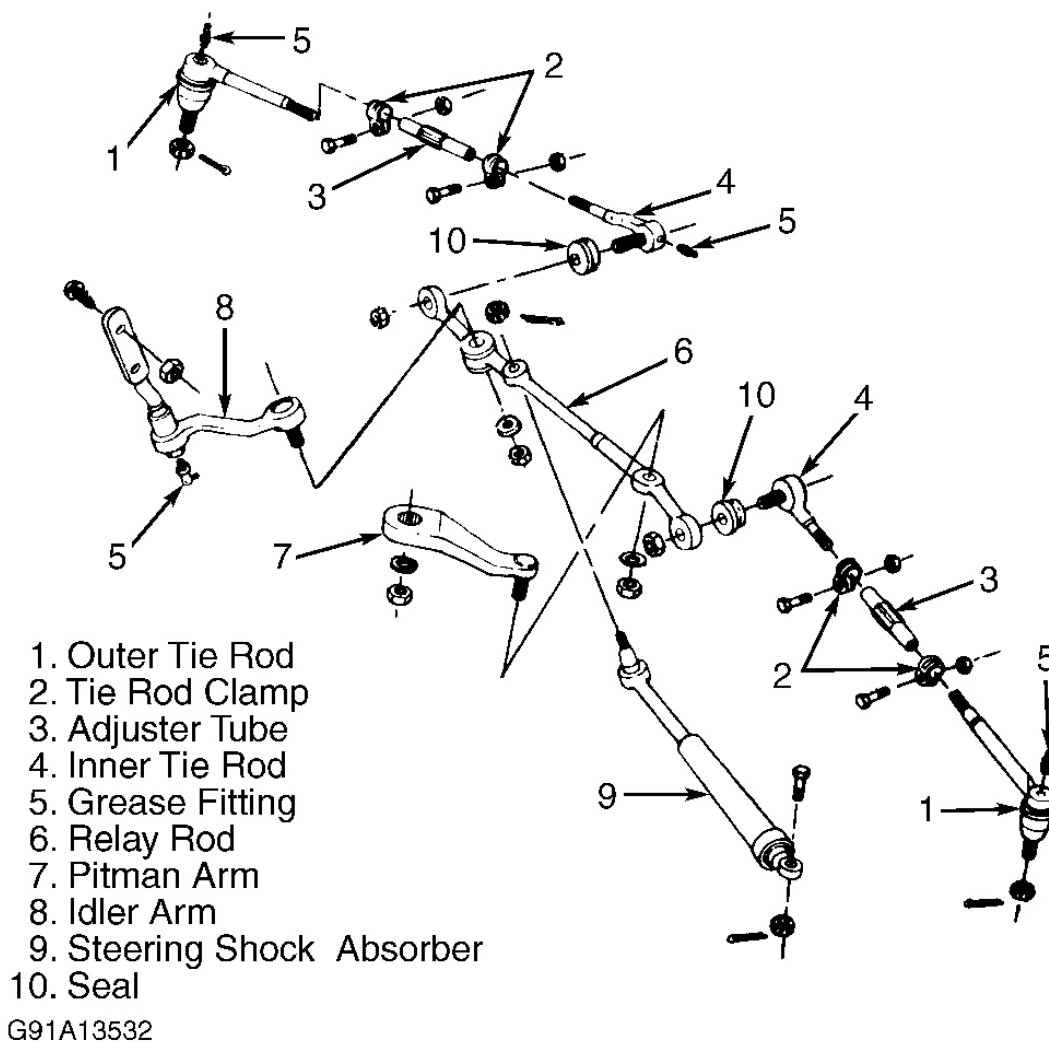 5
2
1
3
4
5
10
8
6
10
4
5
7
3
2
5
9
1
1. Outer Tie Rod
2. Tie Rod Clamp
3. Adjuster Tube
4. Inner Tie Rod
5. Grease Fitting
6. Relay Rod
7. Pitman Arm
8. Idler Arm
9. Steering Shock Absorber
10. Seal
G91A13532